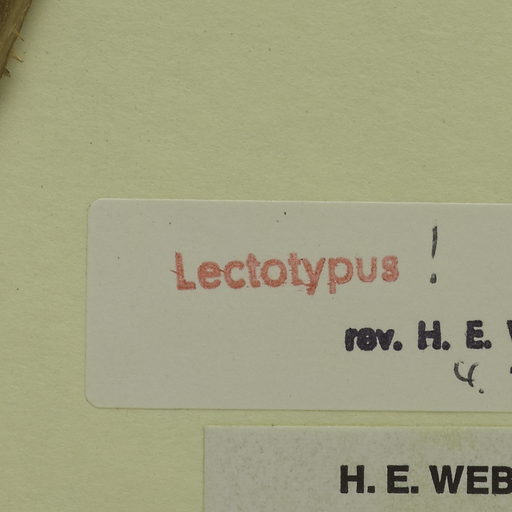 Lectotypus !
rev. H. E.
4.
H. E. WEB